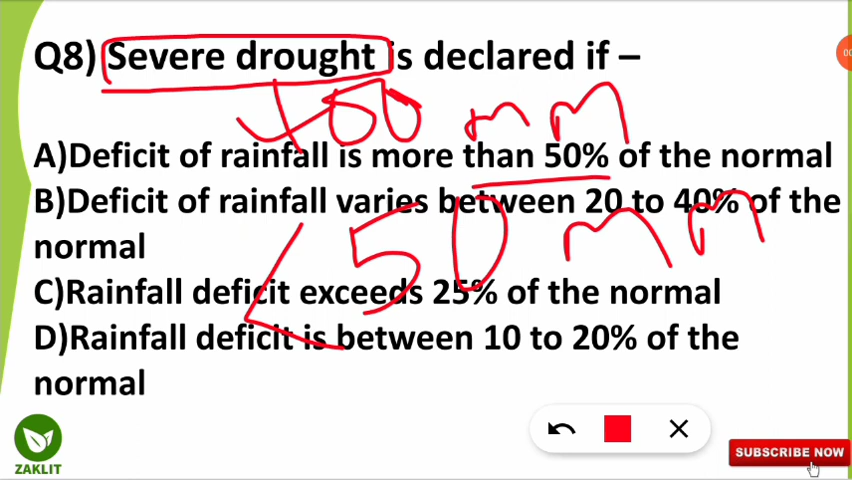 Q8) Severe drought is declared if –
100 mm
A)Deficit of rainfall is more than 50% of the normal
B)Deficit of rainfall varies between 20 to 40% of the
normal
<50 mm
C)Rainfall deficit exceeds 25% of the normal
D)Rainfall deficit is between 10 to 20% of the
normal
ZAKLIT
SUBSCRIBE NOW